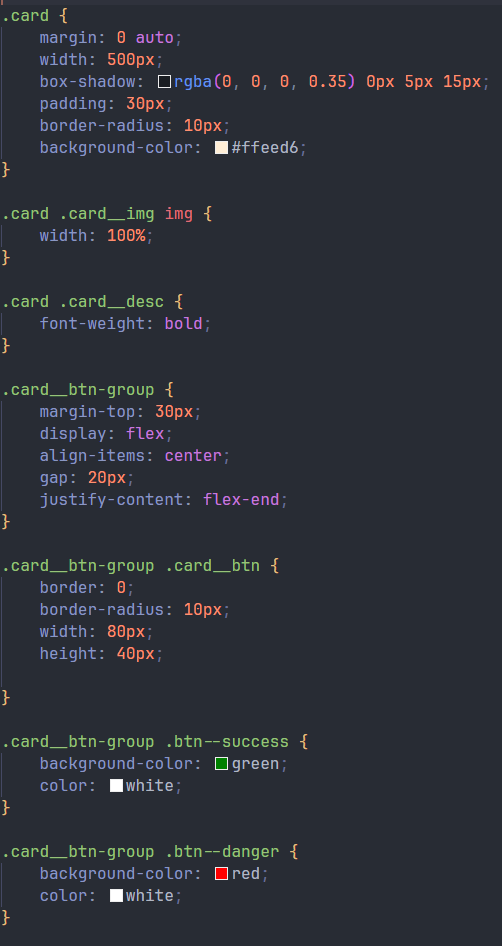 .card {
    margin: 0 auto;
    width: 500px;
    box-shadow: rgba(0, 0, 0, 0.35) 0px 5px 15px;
    padding: 30px;
    border-radius: 10px;
    background-color: #ffeed6;
}

.card .card__img img {
    width: 100%;
}

.card .card__desc {
    font-weight: bold;
}

.card__btn-group {
    margin-top: 30px;
    display: flex;
    align-items: center;
    gap: 20px;
    justify-content: flex-end;
}

.card__btn-group .card__btn {
    border: 0;
    border-radius: 10px;
    width: 80px;
    height: 40px;

}

.card__btn-group .btn--success {
    background-color: green;
    color: white;
}

.card__btn-group .btn--danger {
    background-color: red;
    color: white;
}